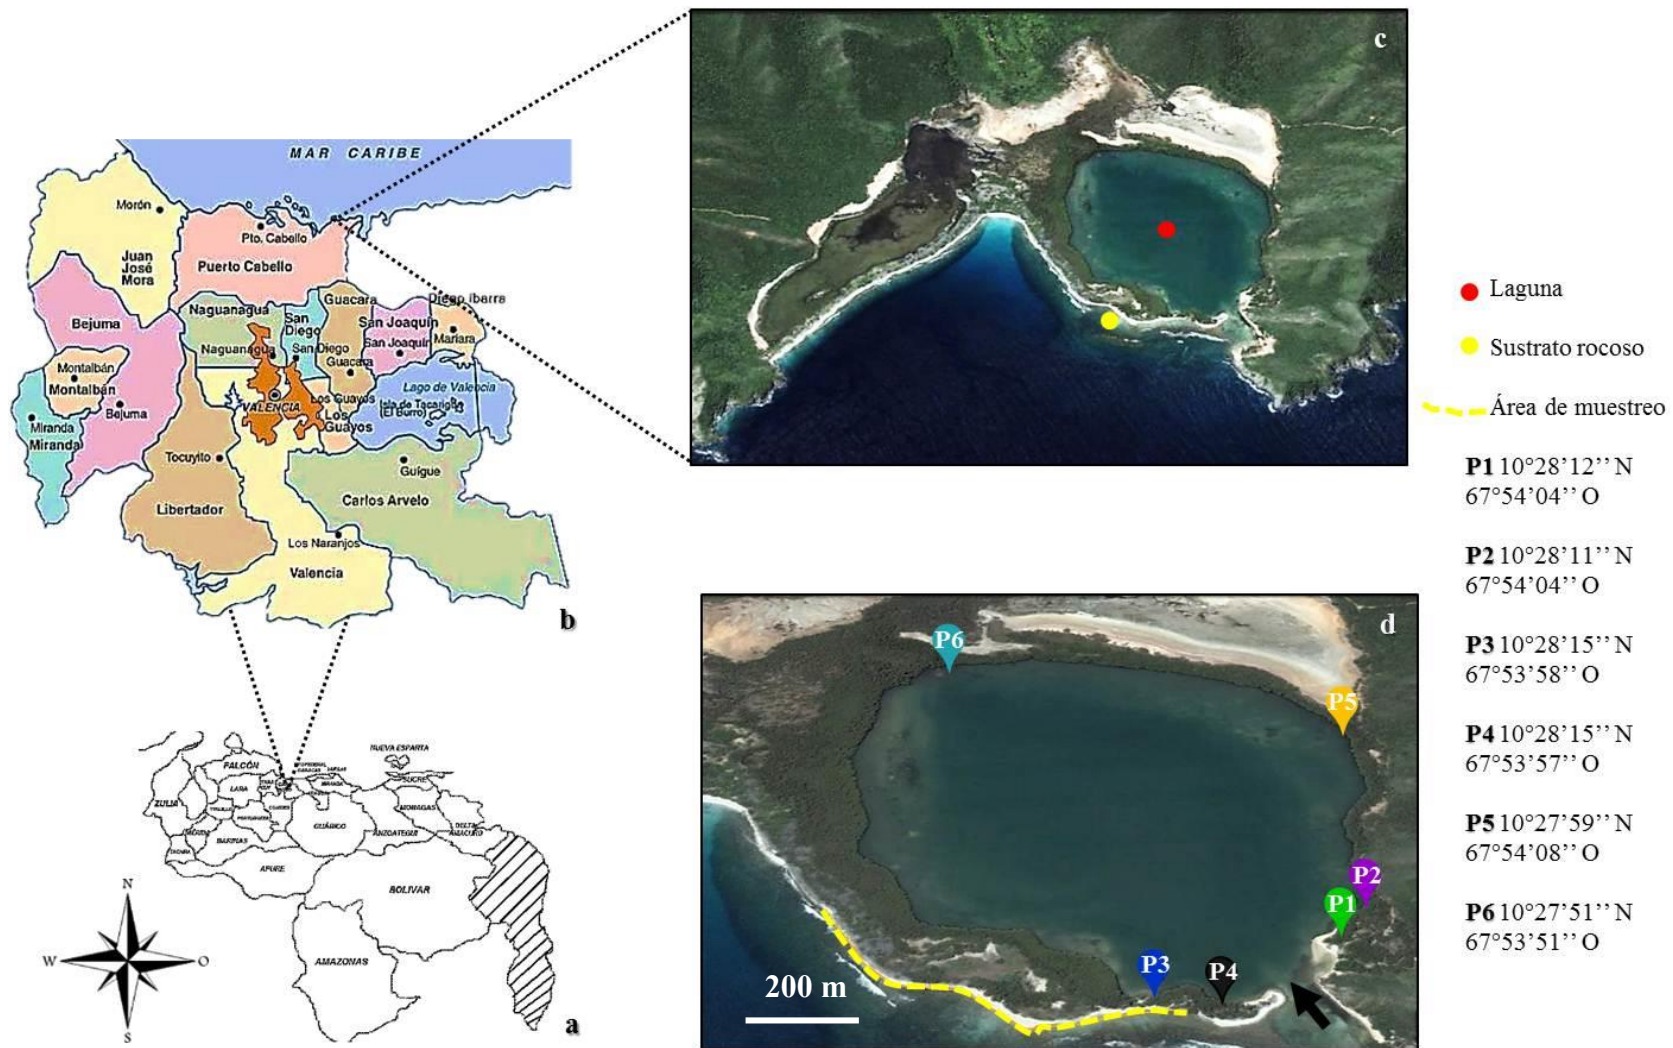 MAR CARIBE
Morón
Pto. Cabello
Puerto Cabello
Juan
José
Mora
Bejuma
Naguanagua
San
Diego
Guacara
Diego Ibarra
San Joaquín
San Joaquín
Mariara
Naguanagua
San Diego
Guacara
Montalbán
Montalbán
Bejuma
Lago de Valencia
Isla de Tacarigua
(El Burro)
VALENCIA
Los Guayos
Los
Guayos
Miranda
Miranda
Tocuyito
Libertador
Güigue
Carlos Arvelo
Los Naranjos
Valencia
b
FALCÓN
NUEVA ESPARTA
LARA
ZULIA
SUCRE
MIRANDA
MONAGAS
DELTA
AMACURO
GUÁRICO
ANZOATEGUI
BARINAS
APURE
BOLIVAR
AMAZONAS
N
W
O
S
a
c
Laguna
Sustrato rocoso
Área de muestreo
P1 10°28’12’’ N
67°54’04’’ O
P2 10°28’11’’ N
67°54’04’’ O
P3 10°28’15’’ N
67°53’58’’ O
P4 10°28’15’’ N
67°53’57’’ O
P5 10°27’59’’ N
67°54’08’’ O
P6 10°27’51’’ N
67°53’51’’ O
d
P6
P5
P2
P1
P3
P4
200 m